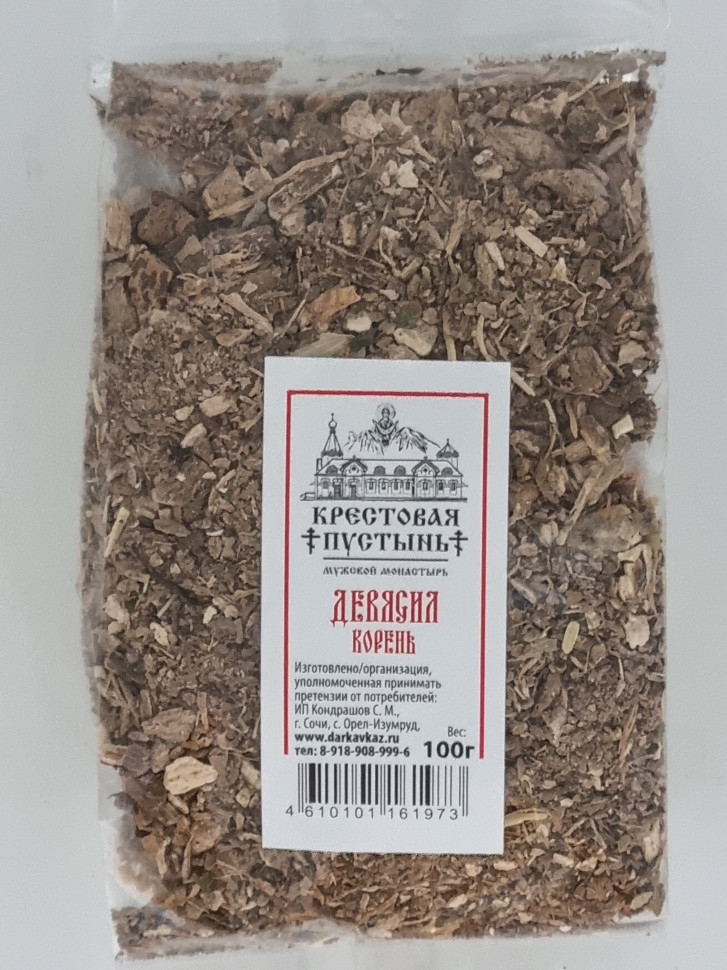 КРЕСТОВАЯ
ПУСТЫНЬ
МУЖСКОЙ МОНАСТЫРЬ
ДЕВЯСИЛ
КОРЕНЬ
Изготовлено/организация,
уполномоченная принимать
претензии от потребителей:
ИП Кондрашов С. М.,
г. Сочи, с. Орел-Изумруд,
www.darkavkaz.ru
тел: 8-918-908-999-6
Вес:
100г
4 610101 161973